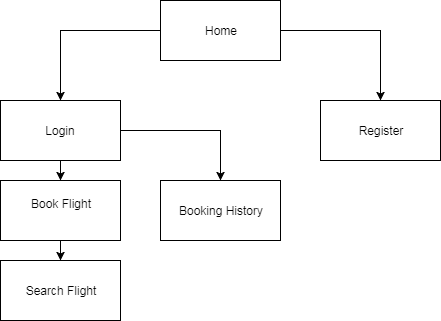 Home
Login
Register
Book Flight
Booking History
Search Flight